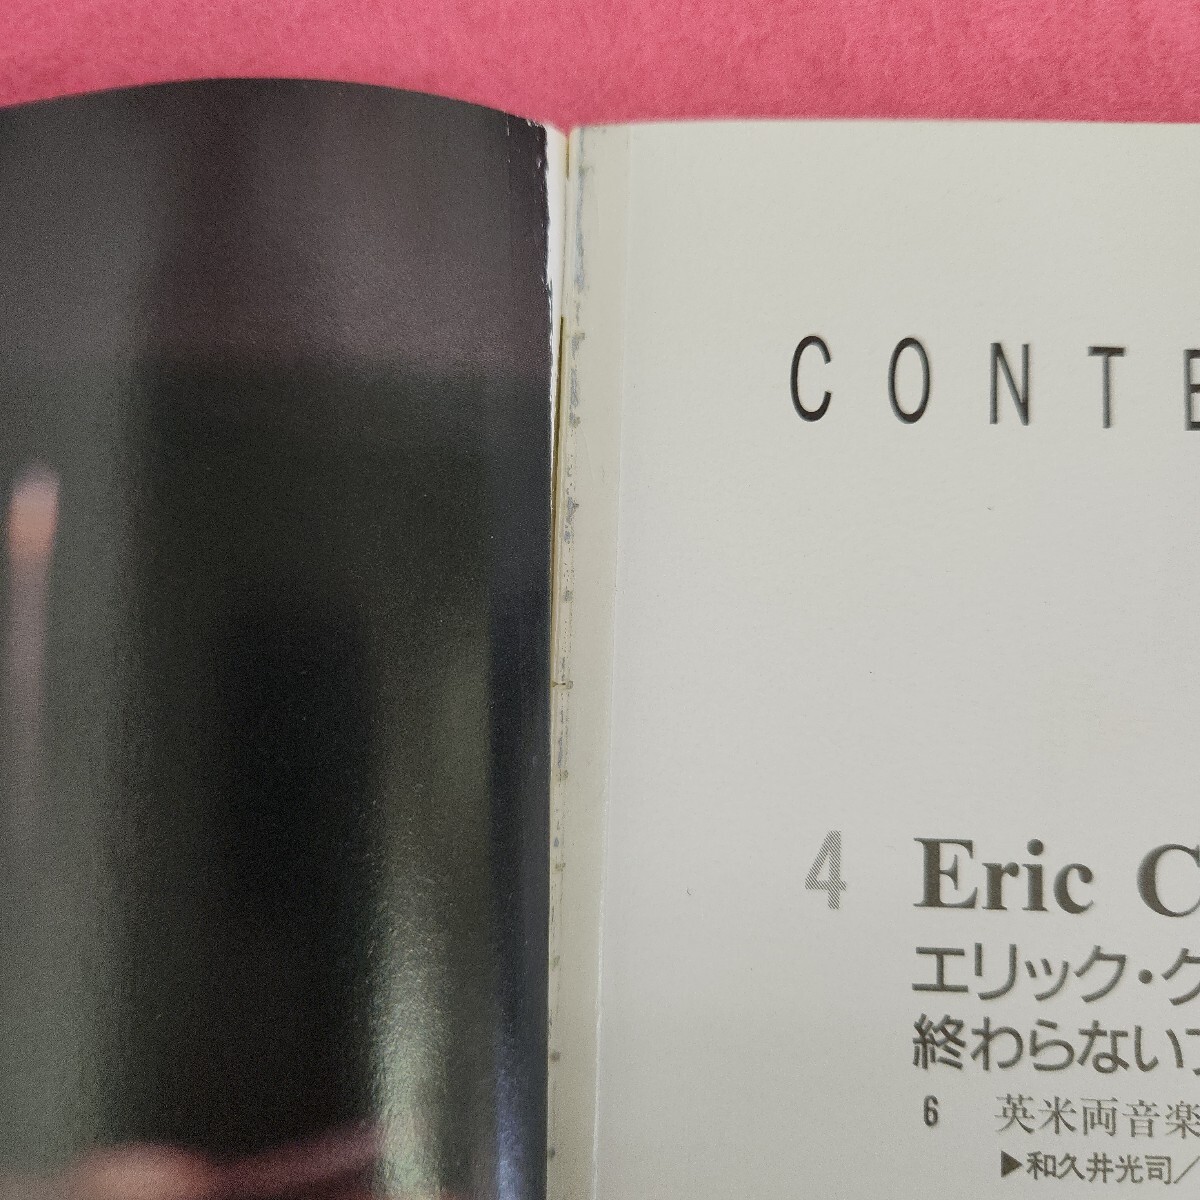 CONTE
4 Eric C
エリック・ク
終わらない
6 英米両音楽
▶和久井光司／